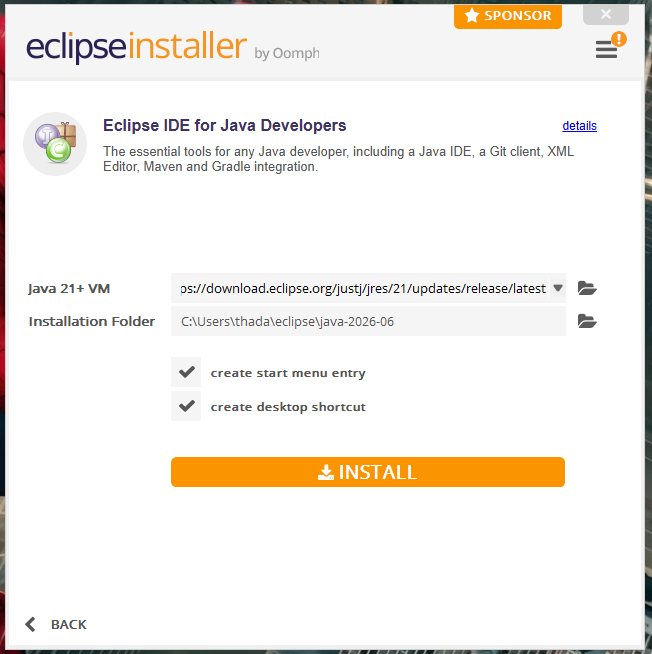 SPONSOR
eclipseinstaller by Oomph
Eclipse IDE for Java Developers
details
The essential tools for any Java developer, including a Java IDE, a Git client, XML
Editor, Maven and Gradle integration.
Java 21+ VM
ps://download.eclipse.org/justj/jres/21/updates/release/latest
Installation Folder
C:\Users\thada\eclipse\java-2026-06
create start menu entry
create desktop shortcut
INSTALL
BACK